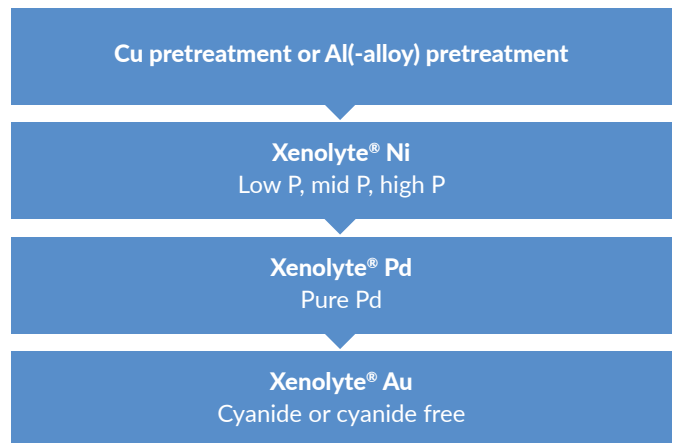 Cu pretreatment or Al(-alloy) pretreatment
Xenolyte® Ni
Low P, mid P, high P
Xenolyte® Pd
Pure Pd
Xenolyte® Au
Cyanide or cyanide free